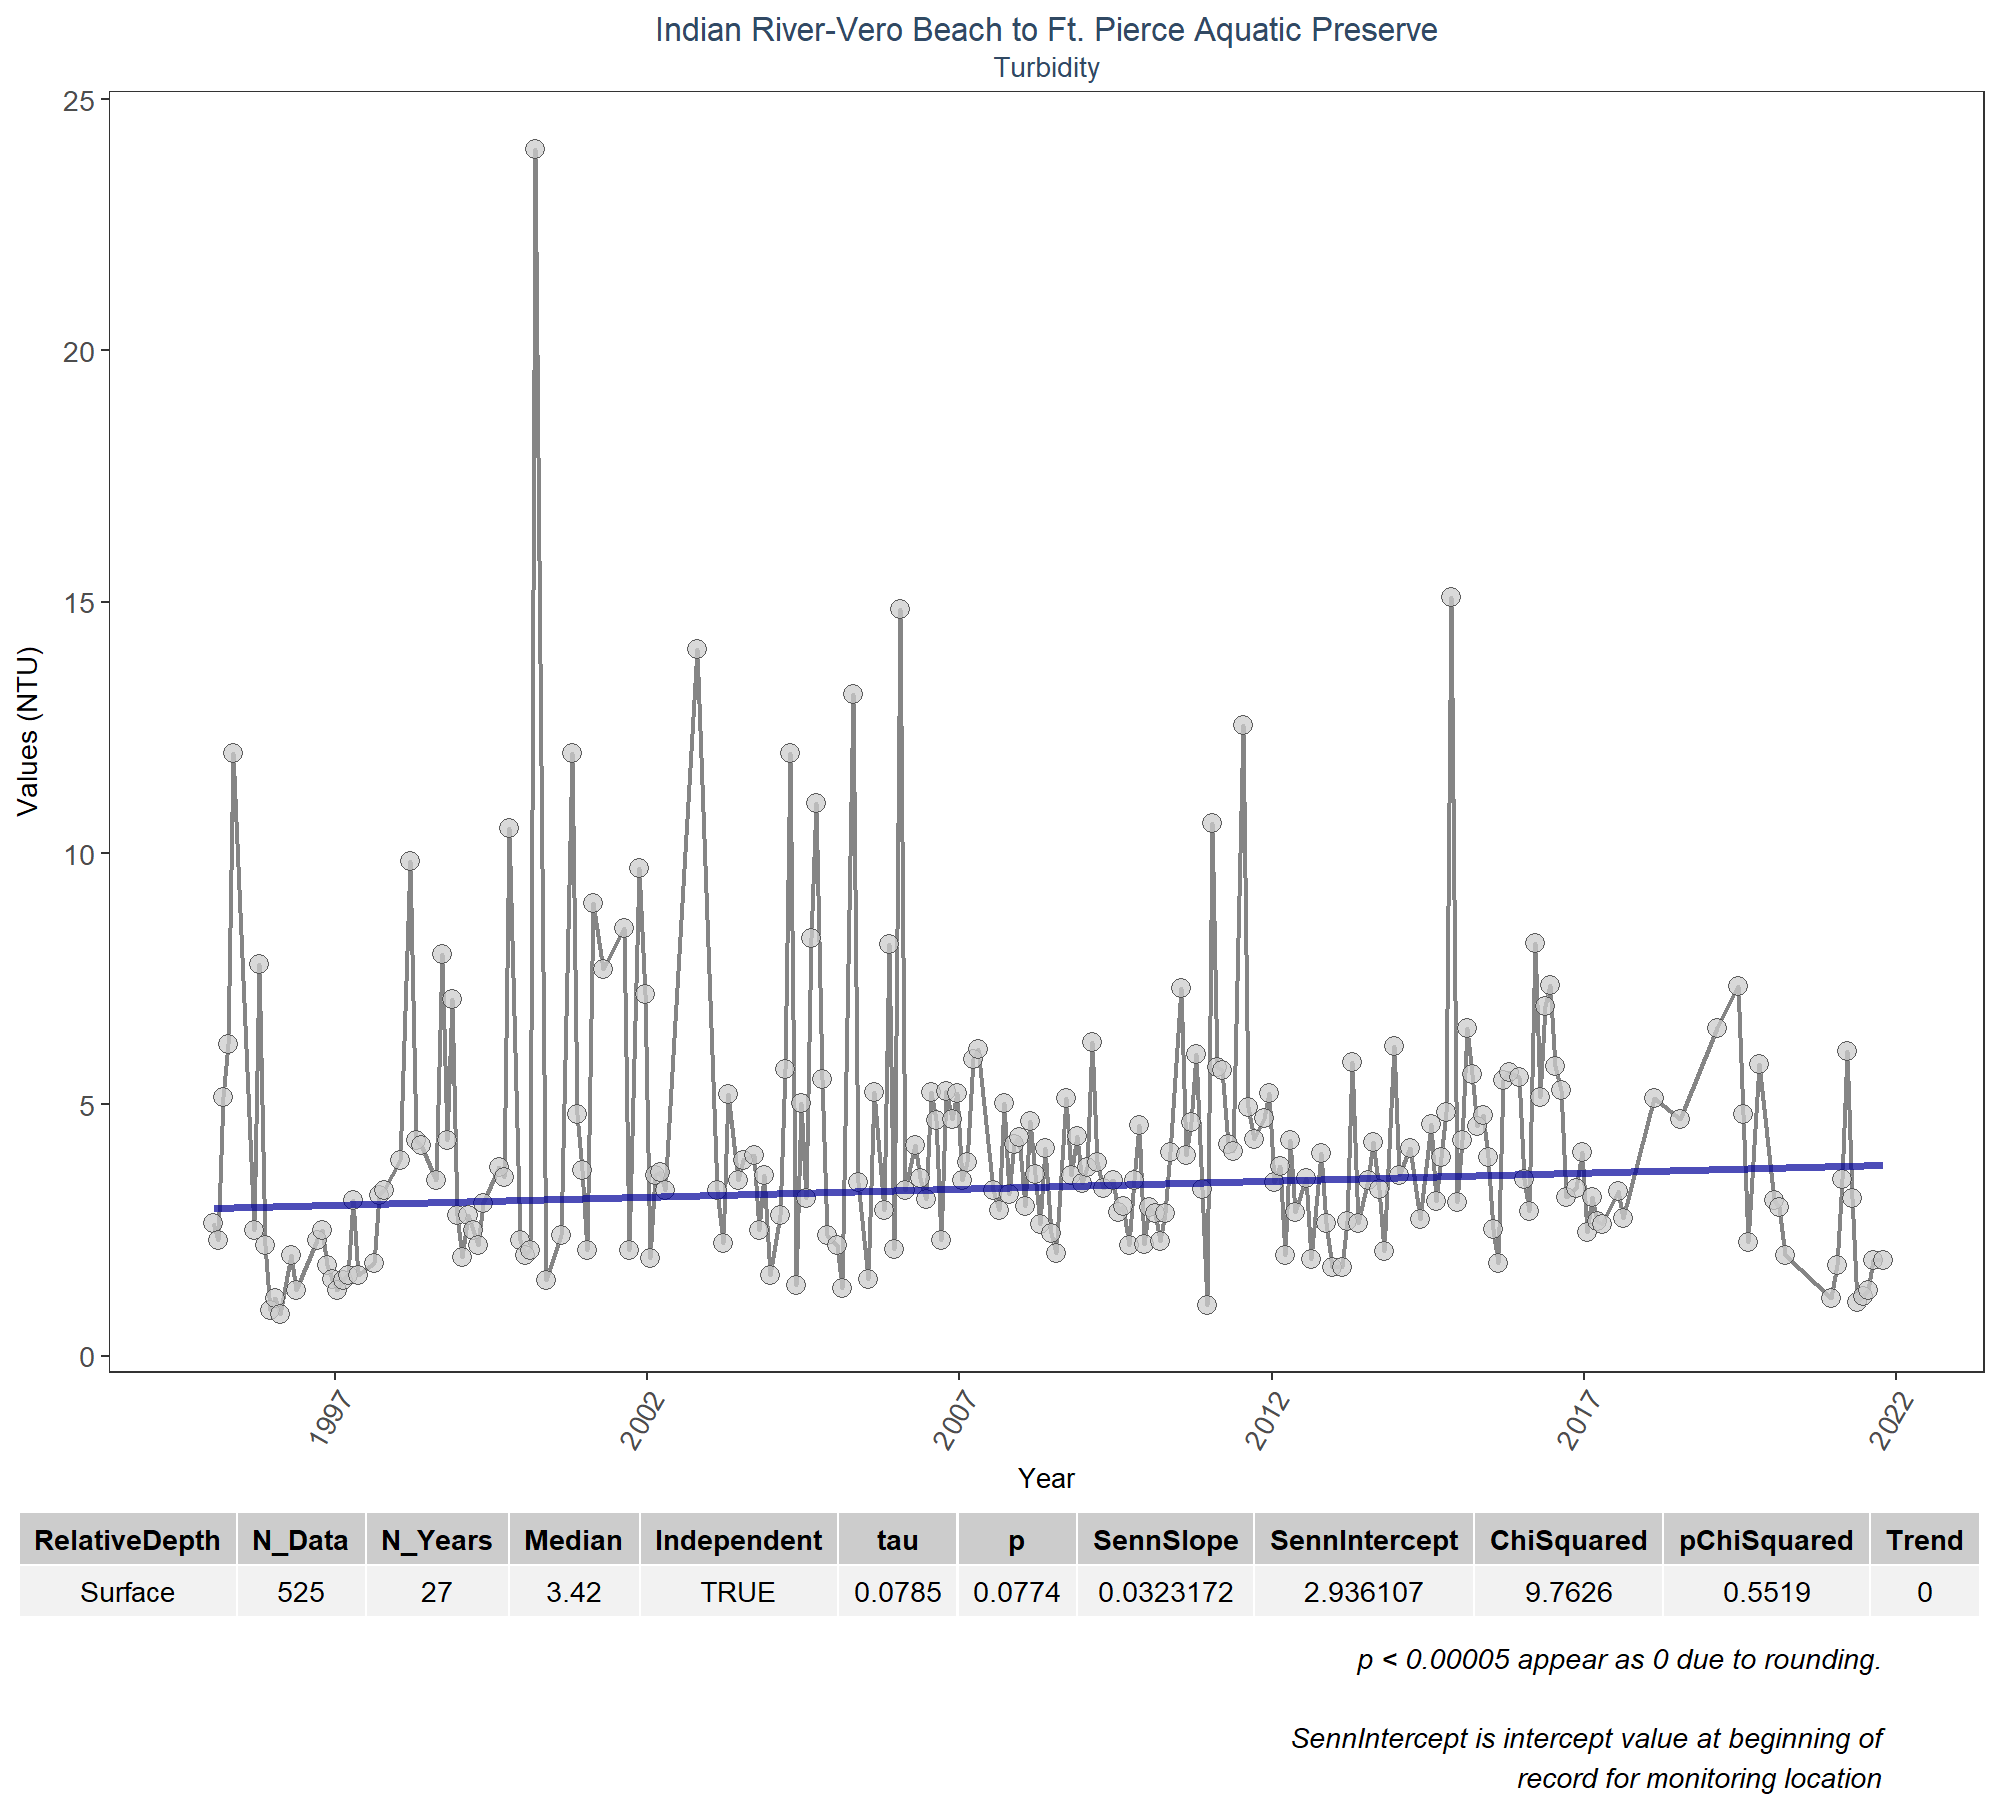 Indian River-Vero Beach to Ft. Pierce Aquatic Preserve
Turbidity
25
20
15
10
5
0
Values (NTU)
1997 2002 2007 2012 2017 2022
Year
RelativeDepth N_Data N_Years Median Independent tau p SennSlope SennIntercept ChiSquared pChiSquared Trend
Surface 525 27 3.42 TRUE 0.0785 0.0774 0.0323172 2.936107 9.7626 0.5519 0
p < 0.00005 appear as 0 due to rounding.
SennIntercept is intercept value at beginning of
record for monitoring location